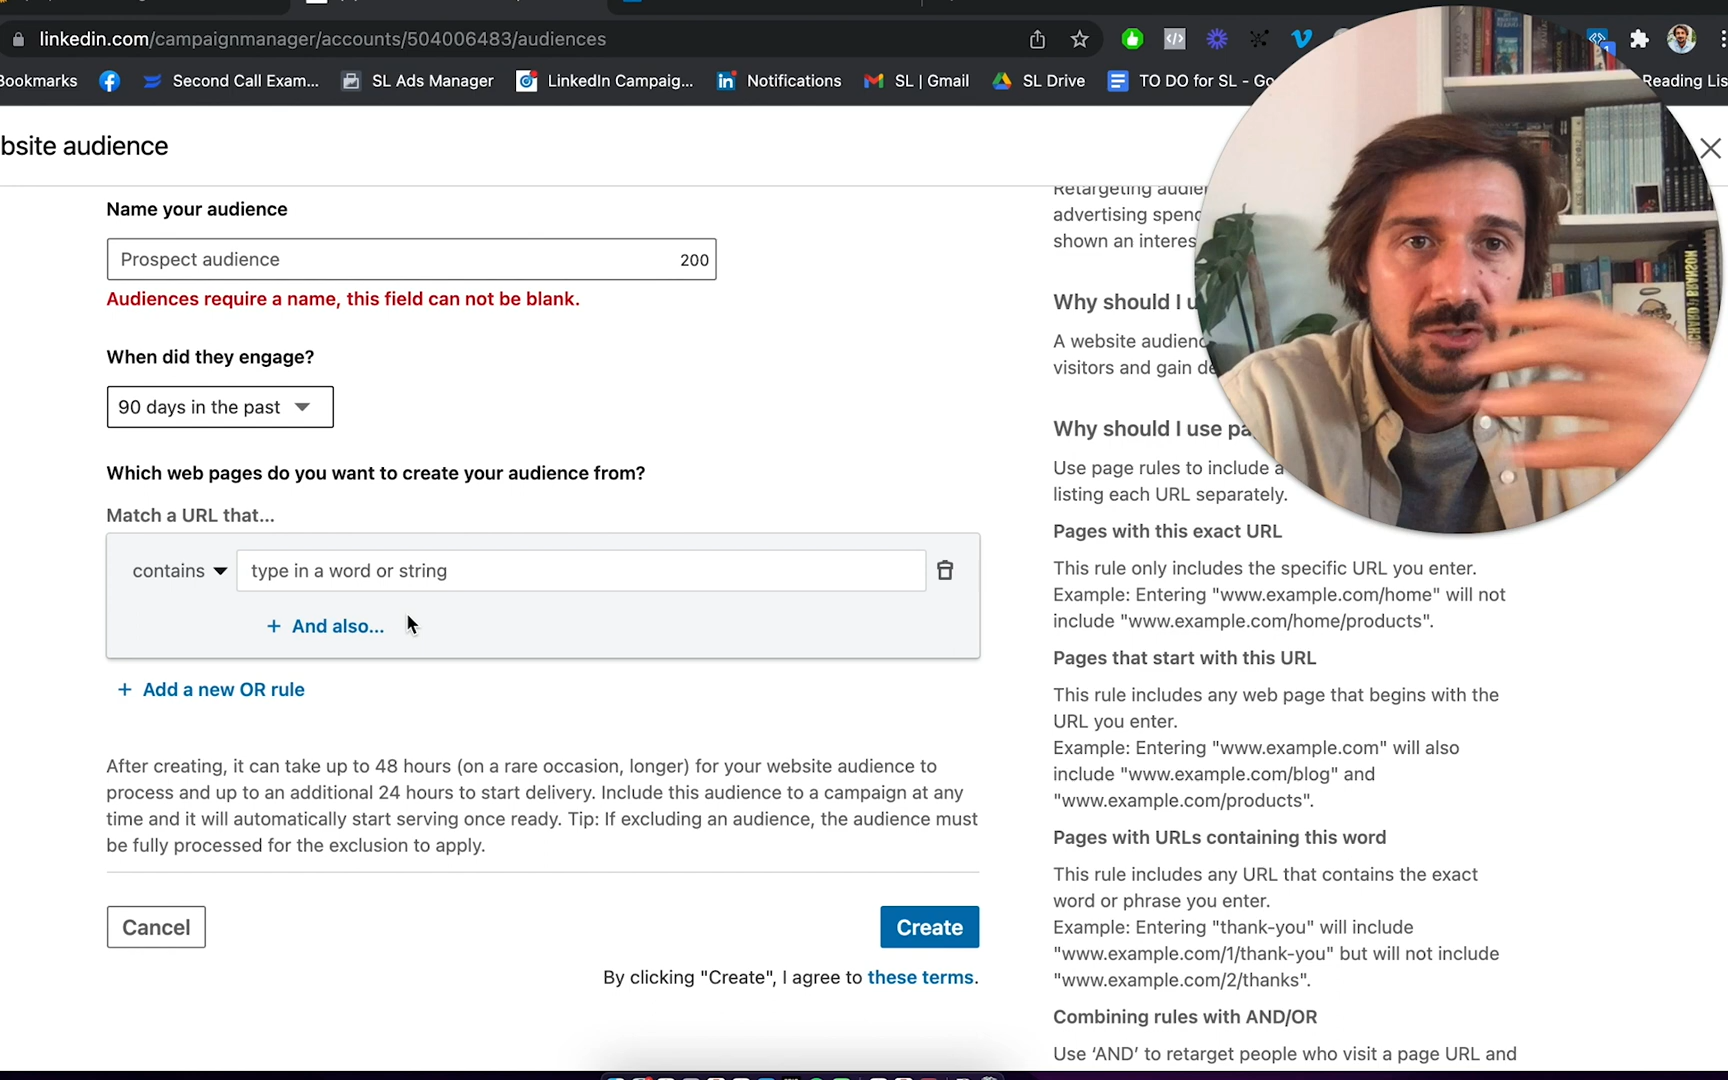 linkedin.com/campaignmanager/accounts/504006483/audiences
Bookmarks
Second Call Exam...
SL Ads Manager
LinkedIn Campaig...
Notifications
SL | Gmail
SL Drive
TO DO for SL - Go
Reading Lis
bsite audience
Name your audience
Prospect audience
200
Audiences require a name, this field can not be blank.
When did they engage?
90 days in the past
Which web pages do you want to create your audience from?
Match a URL that...
contains
type in a word or string
+ And also...
+ Add a new OR rule
After creating, it can take up to 48 hours (on a rare occasion, longer) for your website audience to
process and up to an additional 24 hours to start delivery. Include this audience to a campaign at any
time and it will automatically start serving once ready. Tip: If excluding an audience, the audience must
be fully processed for the exclusion to apply.
Cancel
Create
By clicking "Create", I agree to these terms.
Retargeting audie
advertising spen
shown an interes
Why should I u
A website audienc
visitors and gain de
Why should I use pa
Use page rules to include a
listing each URL separately.
Pages with this exact URL
This rule only includes the specific URL you enter.
Example: Entering "www.example.com/home" will not
include "www.example.com/home/products".
Pages that start with this URL
This rule includes any web page that begins with the
URL you enter.
Example: Entering "www.example.com" will also
include "www.example.com/blog" and
"www.example.com/products".
Pages with URLs containing this word
This rule includes any URL that contains the exact
word or phrase you enter.
Example: Entering "thank-you" will include
"www.example.com/1/thank-you" but will not include
"www.example.com/2/thanks".
Combining rules with AND/OR
Use ‘AND’ to retarget people who visit a page URL and